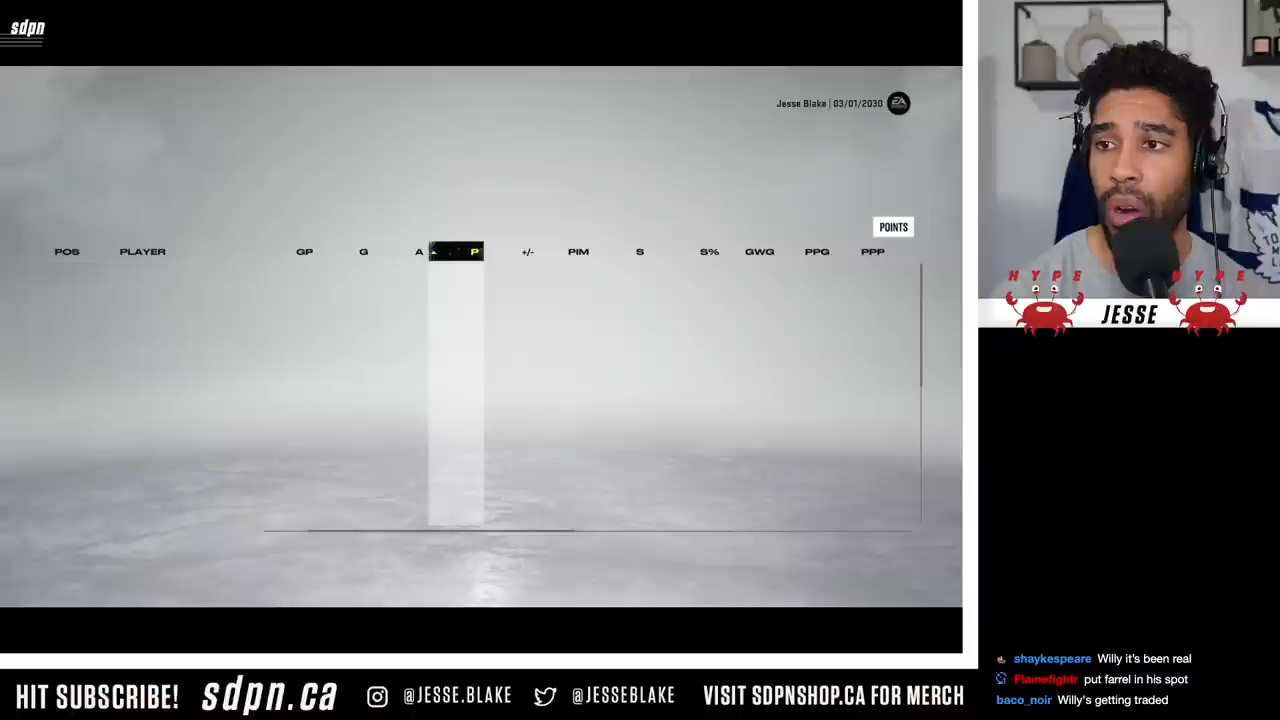 sdpn
Jesse Blake | 03/01/2030 EA SPORTS
POINTS
POS PLAYER GP G A P +/- PIM S S% GWG PPG PPP
HYPE HYPE
JESSE
shaykespeare Willy it's been real
Flamefightr put farrel in his spot
baco_noir Willy's getting traded
HIT SUBSCRIBE! sdpn.ca @JESSE.BLAKE @JESSEBLAKE VISIT SDPNSHOP.CA FOR MERCH